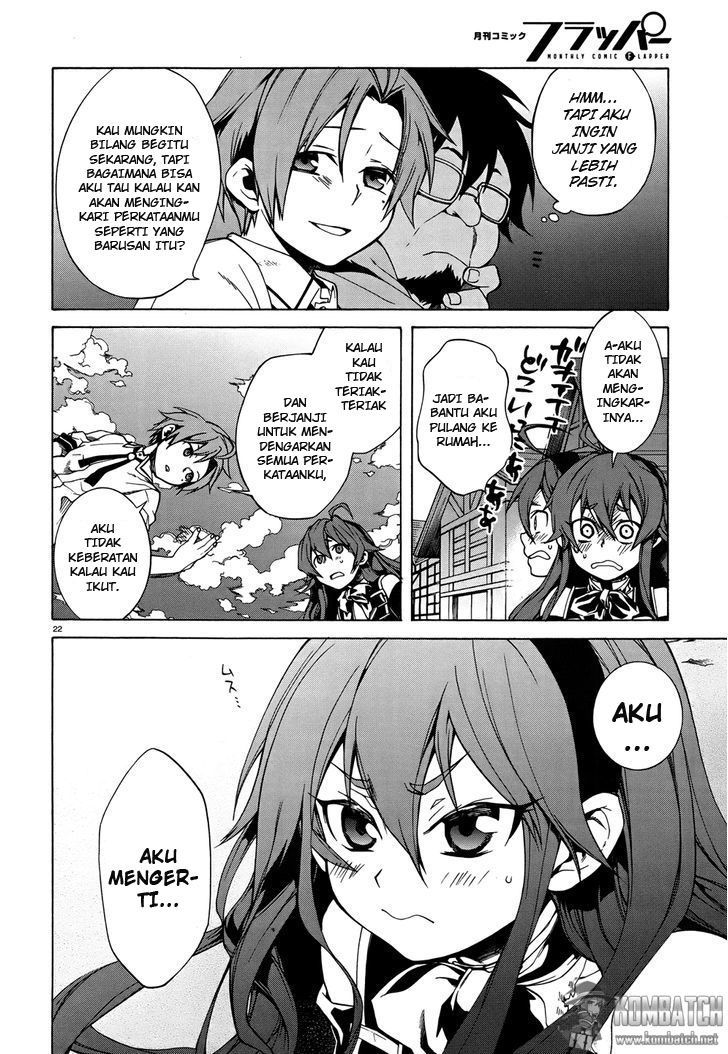 月刊コミック
フラッパー
MONTHLY COMIC FLAPPER
HMM...
TAPI AKU
INGIN
JANJI YANG
LEBIH
PASTI.
KAU MUNGKIN
BILANG BEGITU
SEKARANG, TAPI
BAGAIMANA BISA
AKU TAU KALAU KAN
AKAN MENGING-
KARI PERKATAANMU
SEPERTI YANG
BARUSAN ITU?
A-AKU
TIDAK
AKAN
MENG-
INGKAR-
INYA...
JADI BA-
BANTU AKU
PULANG KE
RUMAH...
KALAU
KAU
TIDAK
TERIAK-
TERIAK
DAN
BERJANJI
UNTUK MEN-
DENGARKAN
SEMUA PER-
KATAANKU,
AKU
TIDAK
KEBERATAN
KALAU KAU
IKUT.
22
ムス…
AKU
...
AKU
MENGER-
TI...
KOMBATCH
www.kombatch.net